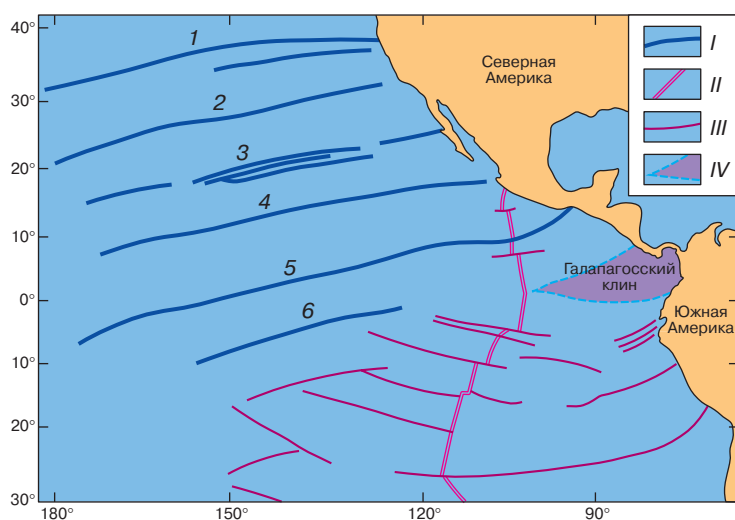 40°
30°
20°
10°
0°
10°
20°
30°
180°
150°
120°
90°
1
2
3
4
5
6
Северная
Америка
Галапагосский
клин
Южная
Америка
I
II
III
IV